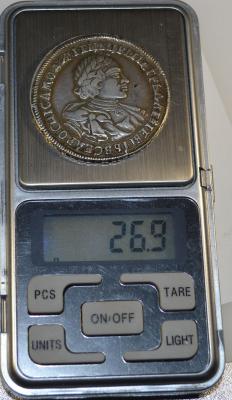 26.9
PCS
TARE
ON/OFF
UNITS
LIGHT